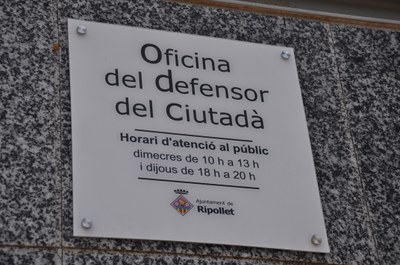 Oficina
del defensor
del Ciutadà
Horari d'atenció al públic
dimecres de 10 h a 13 h
i dijous de 18 h a 20 h
Ajuntament de
Ripollet